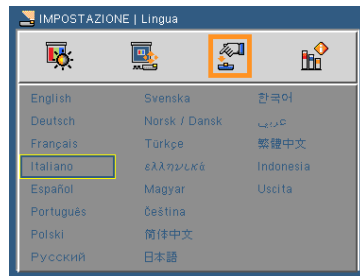 IMPOSTAZIONE | Lingua
English
Deutsch
Français
Italiano
Español
Português
Polski
Русский
Svenska
Norsk / Dansk
Türkçe
ελληνικά
Magyar
Čeština
简体中文
日本語
한국어
عربي
繁體中文
Indonesia
Uscita